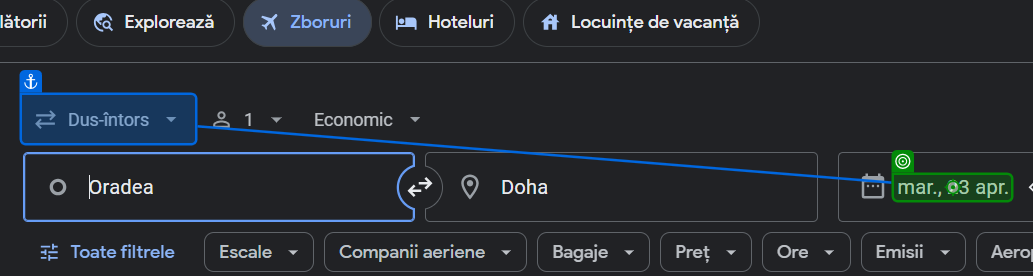 lătorii Explorează Zboruri Hoteluri Locuințe de vacanță
Dus-întors 1 Economic
Oradea Doha mar., 3 apr.
Toate filtrele Escale Companii aeriene Bagaje Preț Ore Emisii Aerop